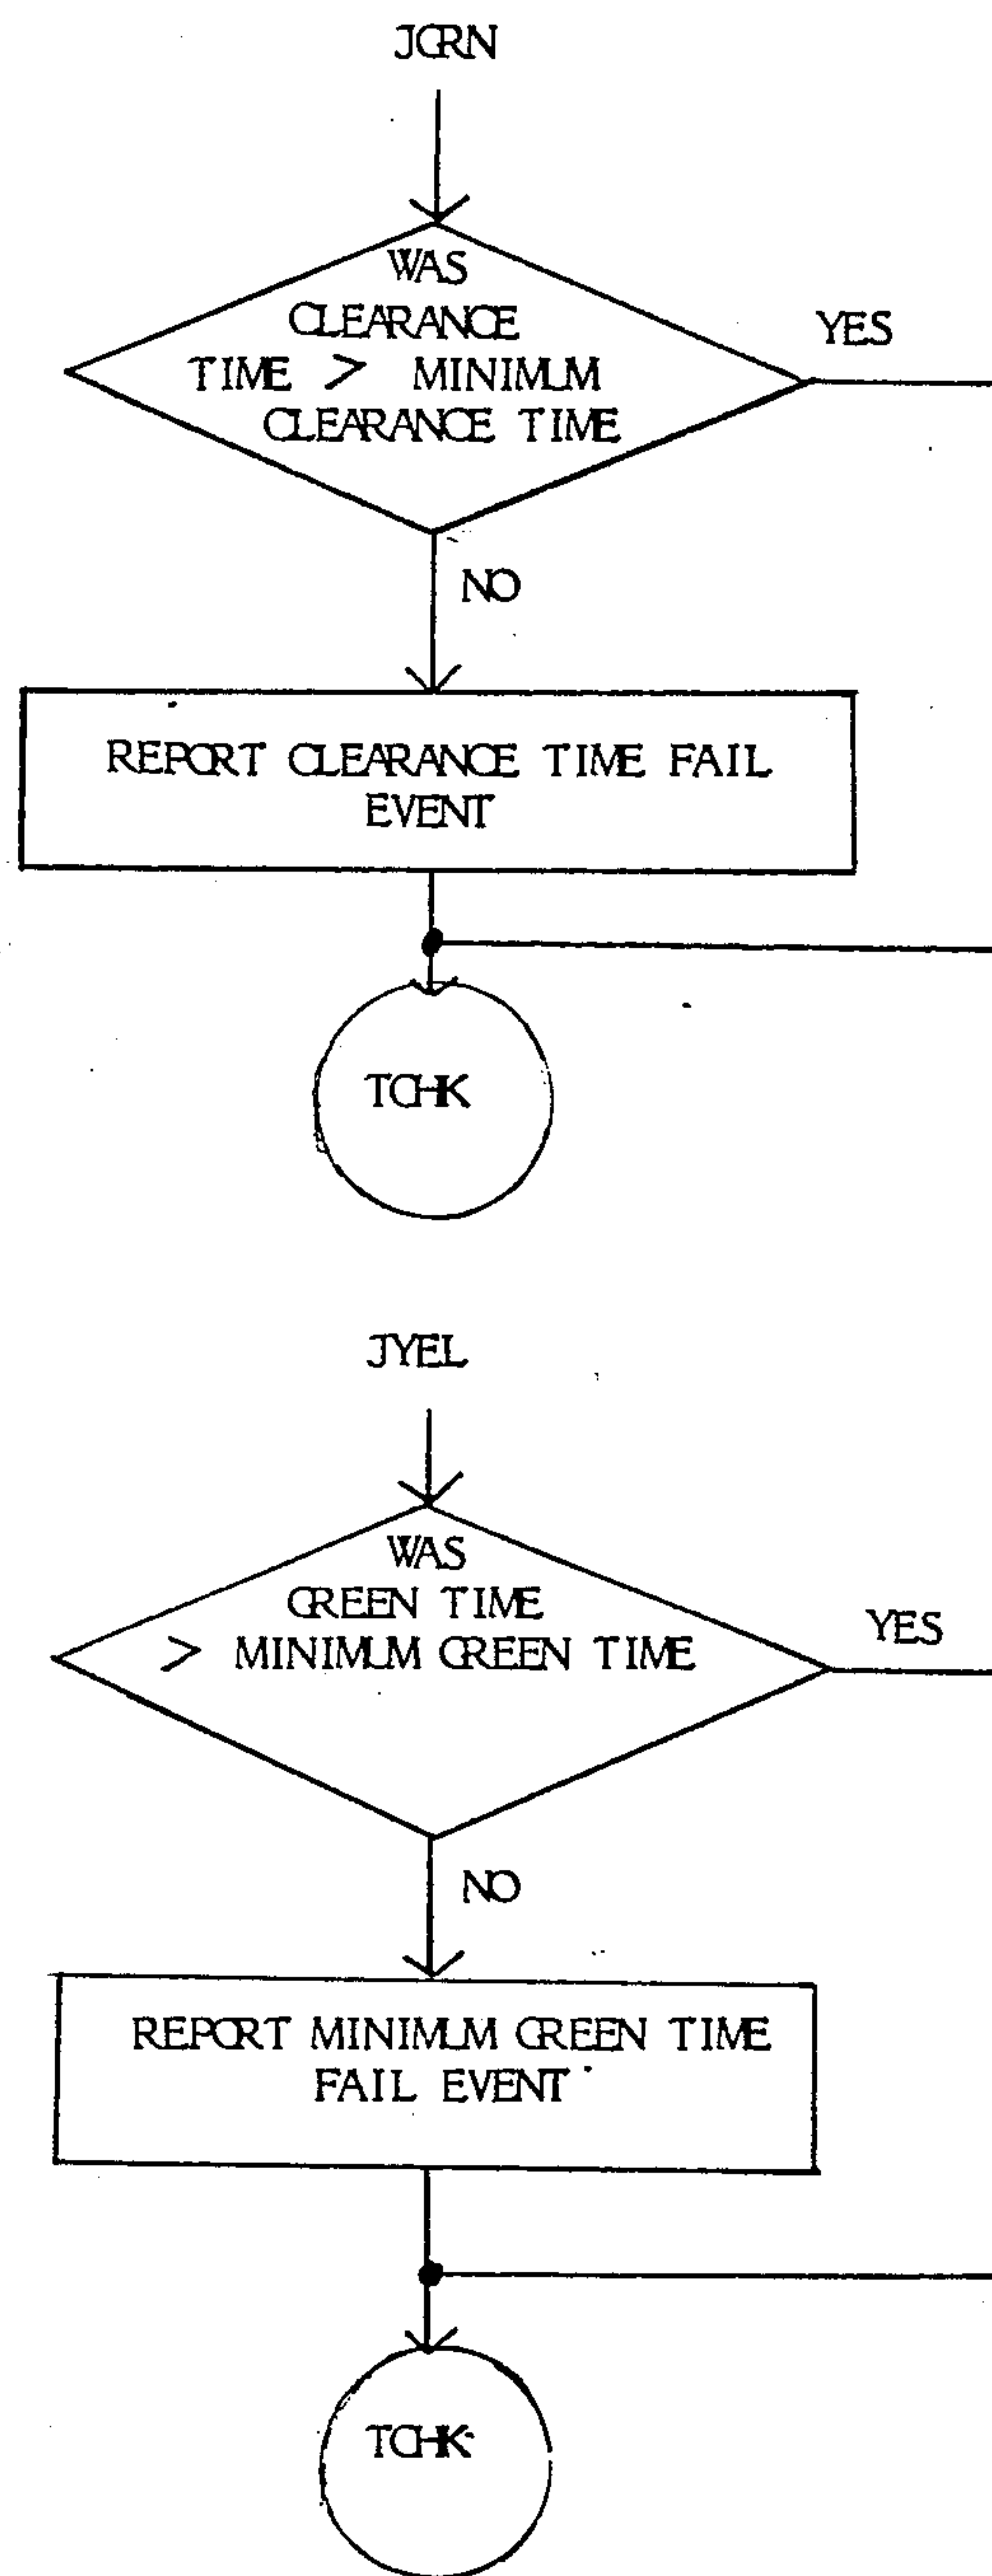 JGRN
WAS
CLEARANCE
TIME > MINIMUM
CLEARANCE TIME
YES
NO
REPORT CLEARANCE TIME FAIL
EVENT
TCHK
JYEL
WAS
GREEN TIME
> MINIMUM GREEN TIME
YES
NO
REPORT MINIMUM GREEN TIME
FAIL EVENT
TCHK